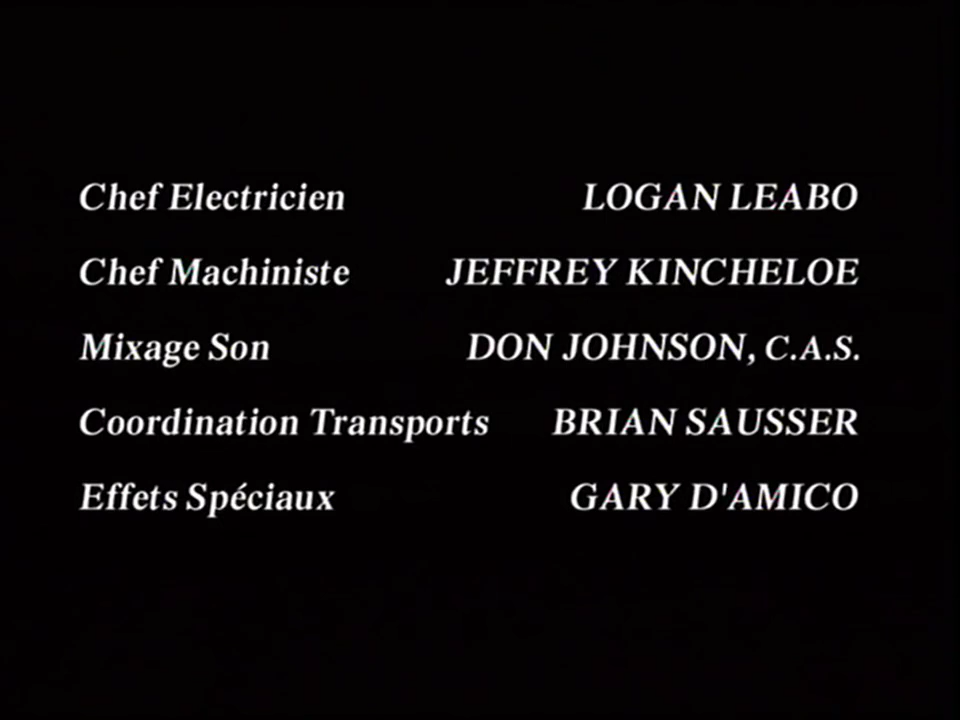 Chef Electricien LOGAN LEABO
Chef Machiniste JEFFREY KINCHELOE
Mixage Son DON JOHNSON, C.A.S.
Coordination Transports BRIAN SAUSSER
Effets Spéciaux GARY D'AMICO